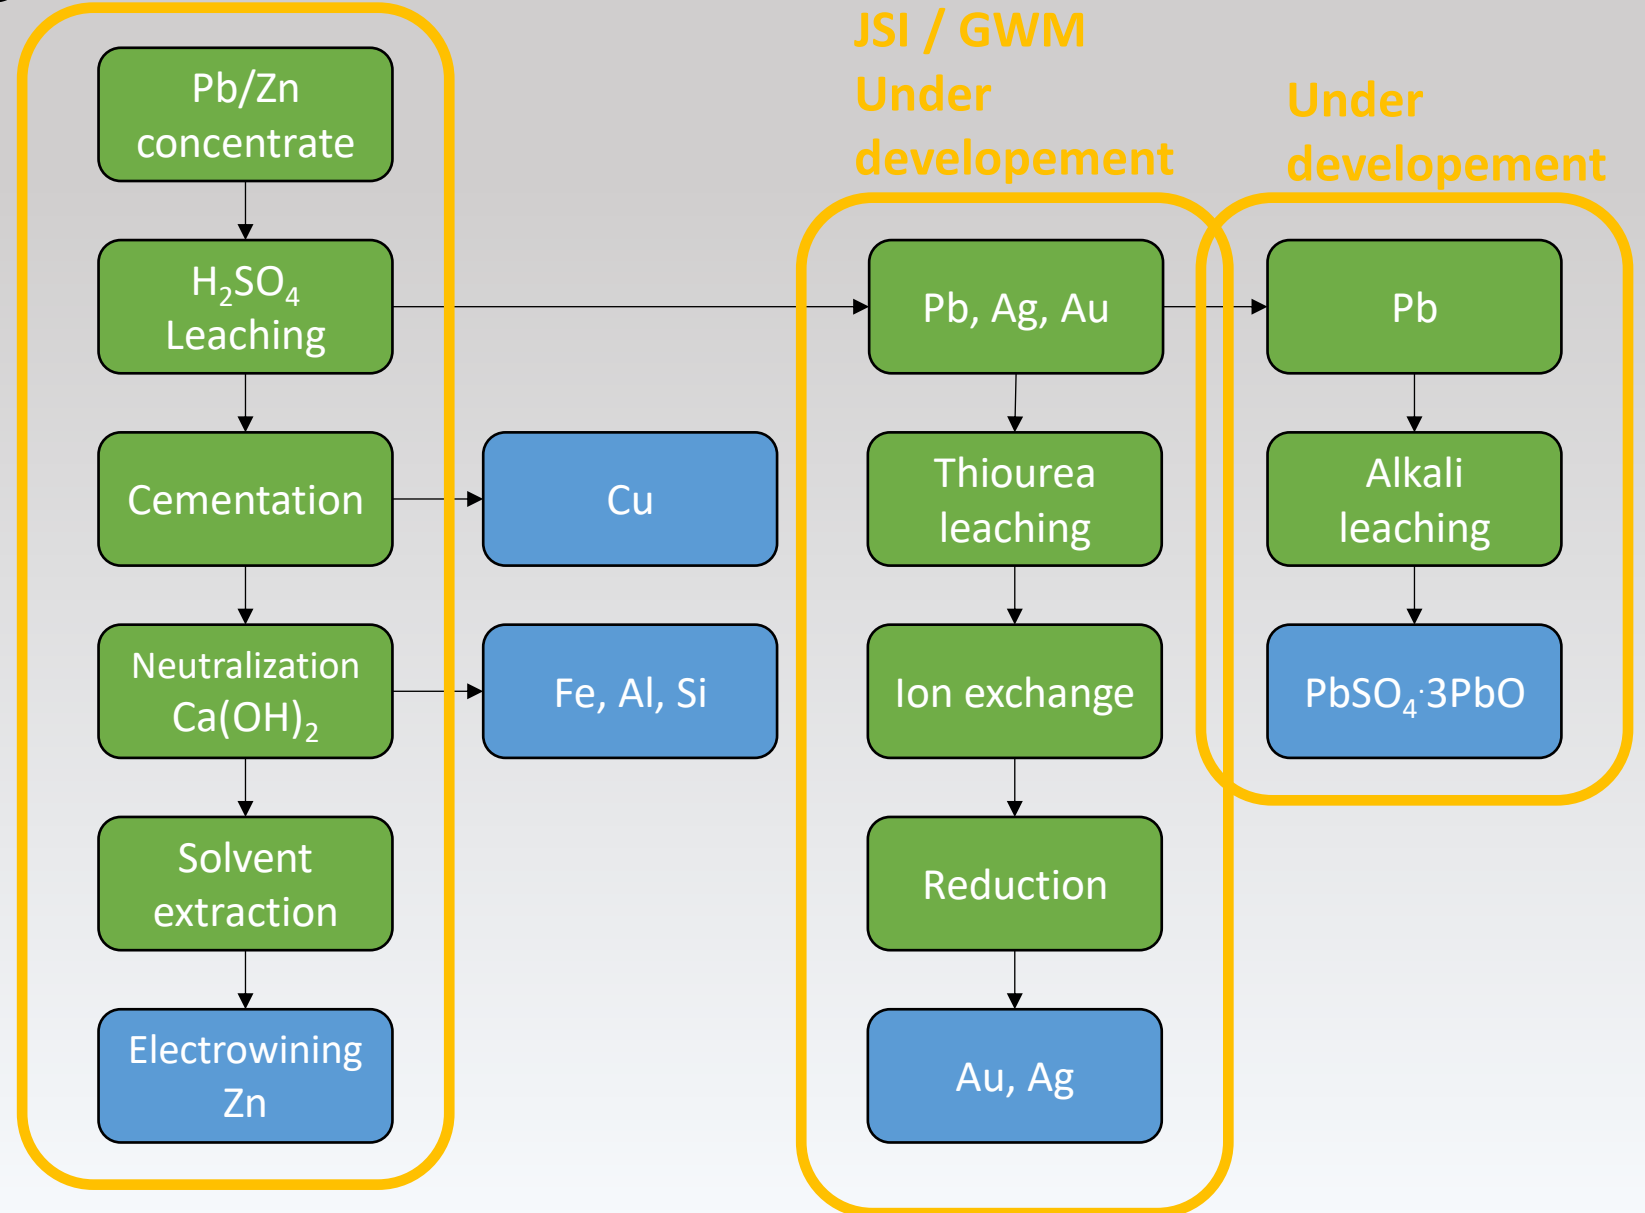 Pb/Zn
concentrate
H₂SO₄
Leaching
Cementation
Neutralization
Ca(OH)₂
Solvent
extraction
Electrowining
Zn
Cu
Fe, Al, Si
JSI / GWM
Under
developement
Pb, Ag, Au
Thiourea
leaching
Ion exchange
Reduction
Au, Ag
Under
developement
Pb
Alkali
leaching
PbSO₄·3PbO